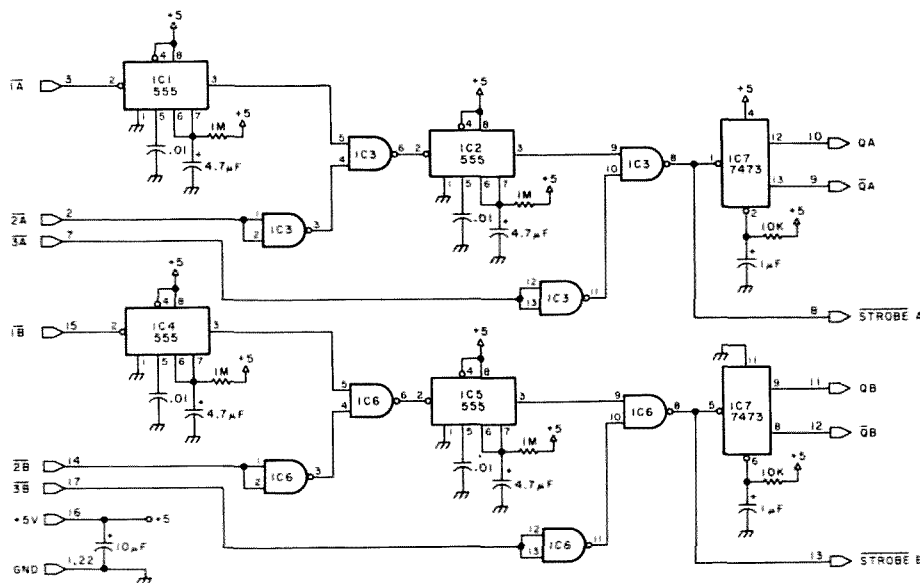 +5
4 8
1A 3 2 IC1 3
555
+5
1 5 6 7
1M +5
.01
4.7µF
5
4 IC3 6 2
+5
4 8
IC2 3
555
1 5 6 7
1M +5
.01
4.7µF
9
10 IC3 8 1
+5
4
IC7
7473
12 10 QA
13 9 QA
2 +5
10K
1µF
2A 2 1
2 IC3 3
3A 7
12
13 IC3 11
8 STROBE A
+5
4 8
1B 15 2 IC4 3
555
1 5 6 7
1M +5
.01
4.7µF
5
4 IC6 6 2
+5
4 8
IC5 3
555
1 5 6 7
1M +5
.01
4.7µF
9
10 IC6 8 5
11
IC7
7473
9 11 QB
8 12 QB
6 +5
10K
1µF
2B 14 1
2 IC6 3
3B 17
12
13 IC6 11
+5V 16 +5
10µF
GND 1,22
13 STROBE B